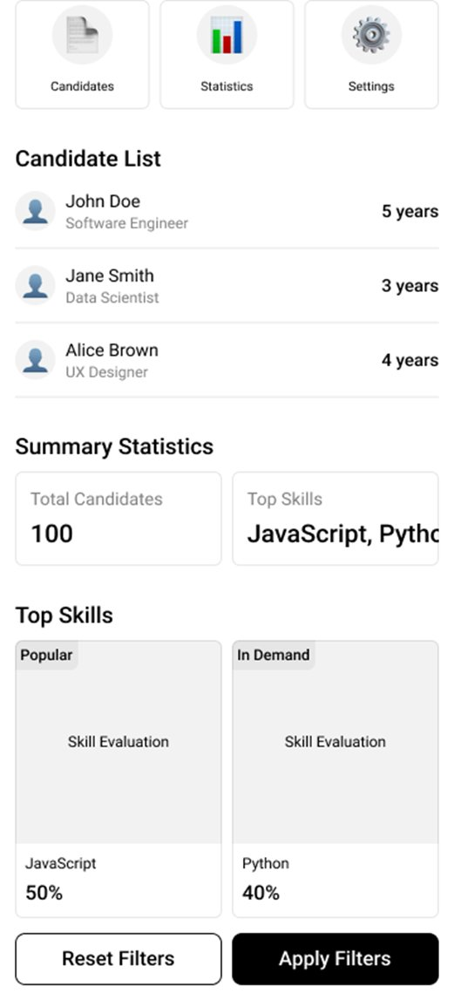 Candidates Statistics Settings
Candidate List
John Doe
Software Engineer
5 years
Jane Smith
Data Scientist
3 years
Alice Brown
UX Designer
4 years
Summary Statistics
Total Candidates
100
Top Skills
JavaScript, Pytho
Top Skills
Popular
Skill Evaluation
JavaScript
50%
In Demand
Skill Evaluation
Python
40%
Reset Filters
Apply Filters